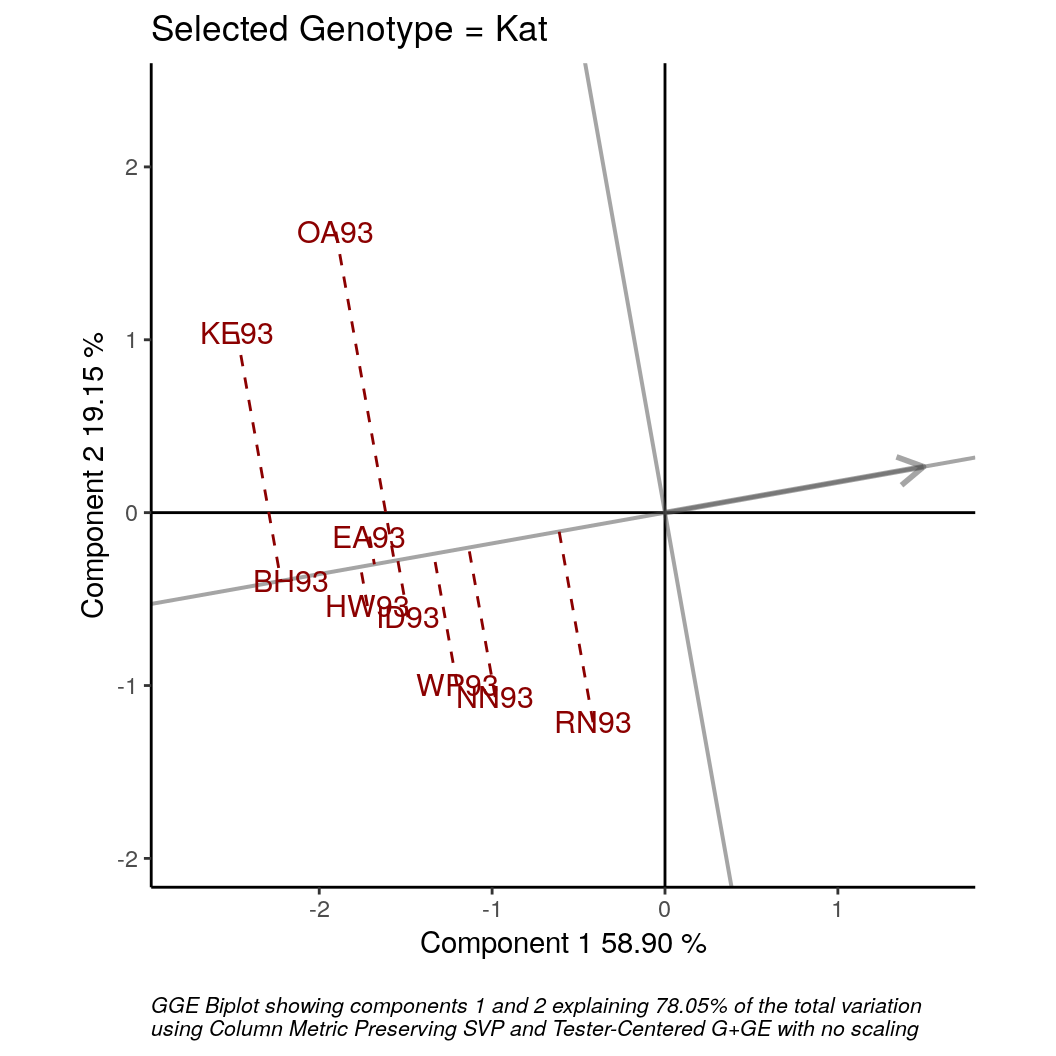 Selected Genotype = Kat
2
1
0
-1
-2
Component 2 19.15 %
OA93
KE93
EA93
BH93
HW93
ID93
WP93
NN93
RN93
-2
-1
0
1
Component 1 58.90 %
GGE Biplot showing components 1 and 2 explaining 78.05% of the total variation
using Column Metric Preserving SVP and Tester-Centered G+GE with no scaling